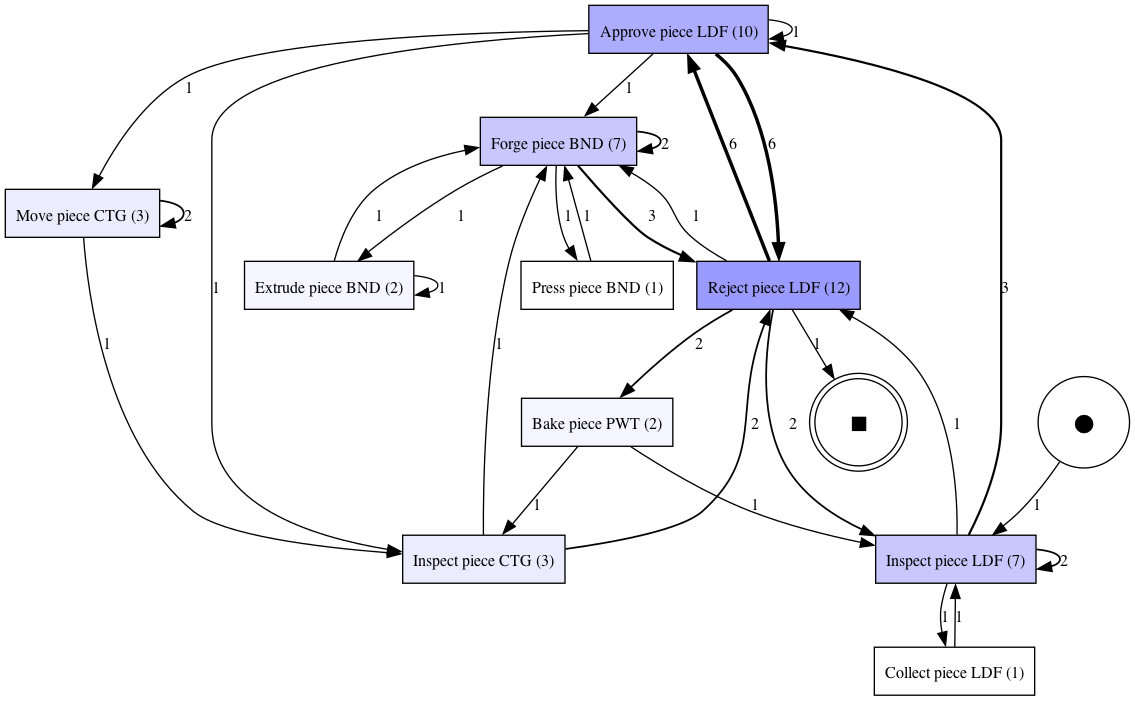 Approve piece LDF (10)
1
1
1
Forge piece BND (7)
2
6
6
Move piece CTG (3)
2
1
1
1
1
3
1
Extrude piece BND (2)
1
Press piece BND (1)
Reject piece LDF (12)
1
3
1
1
2
1
Bake piece PWT (2)
2
2
1
1
1
1
Inspect piece CTG (3)
Inspect piece LDF (7)
2
1
1
Collect piece LDF (1)